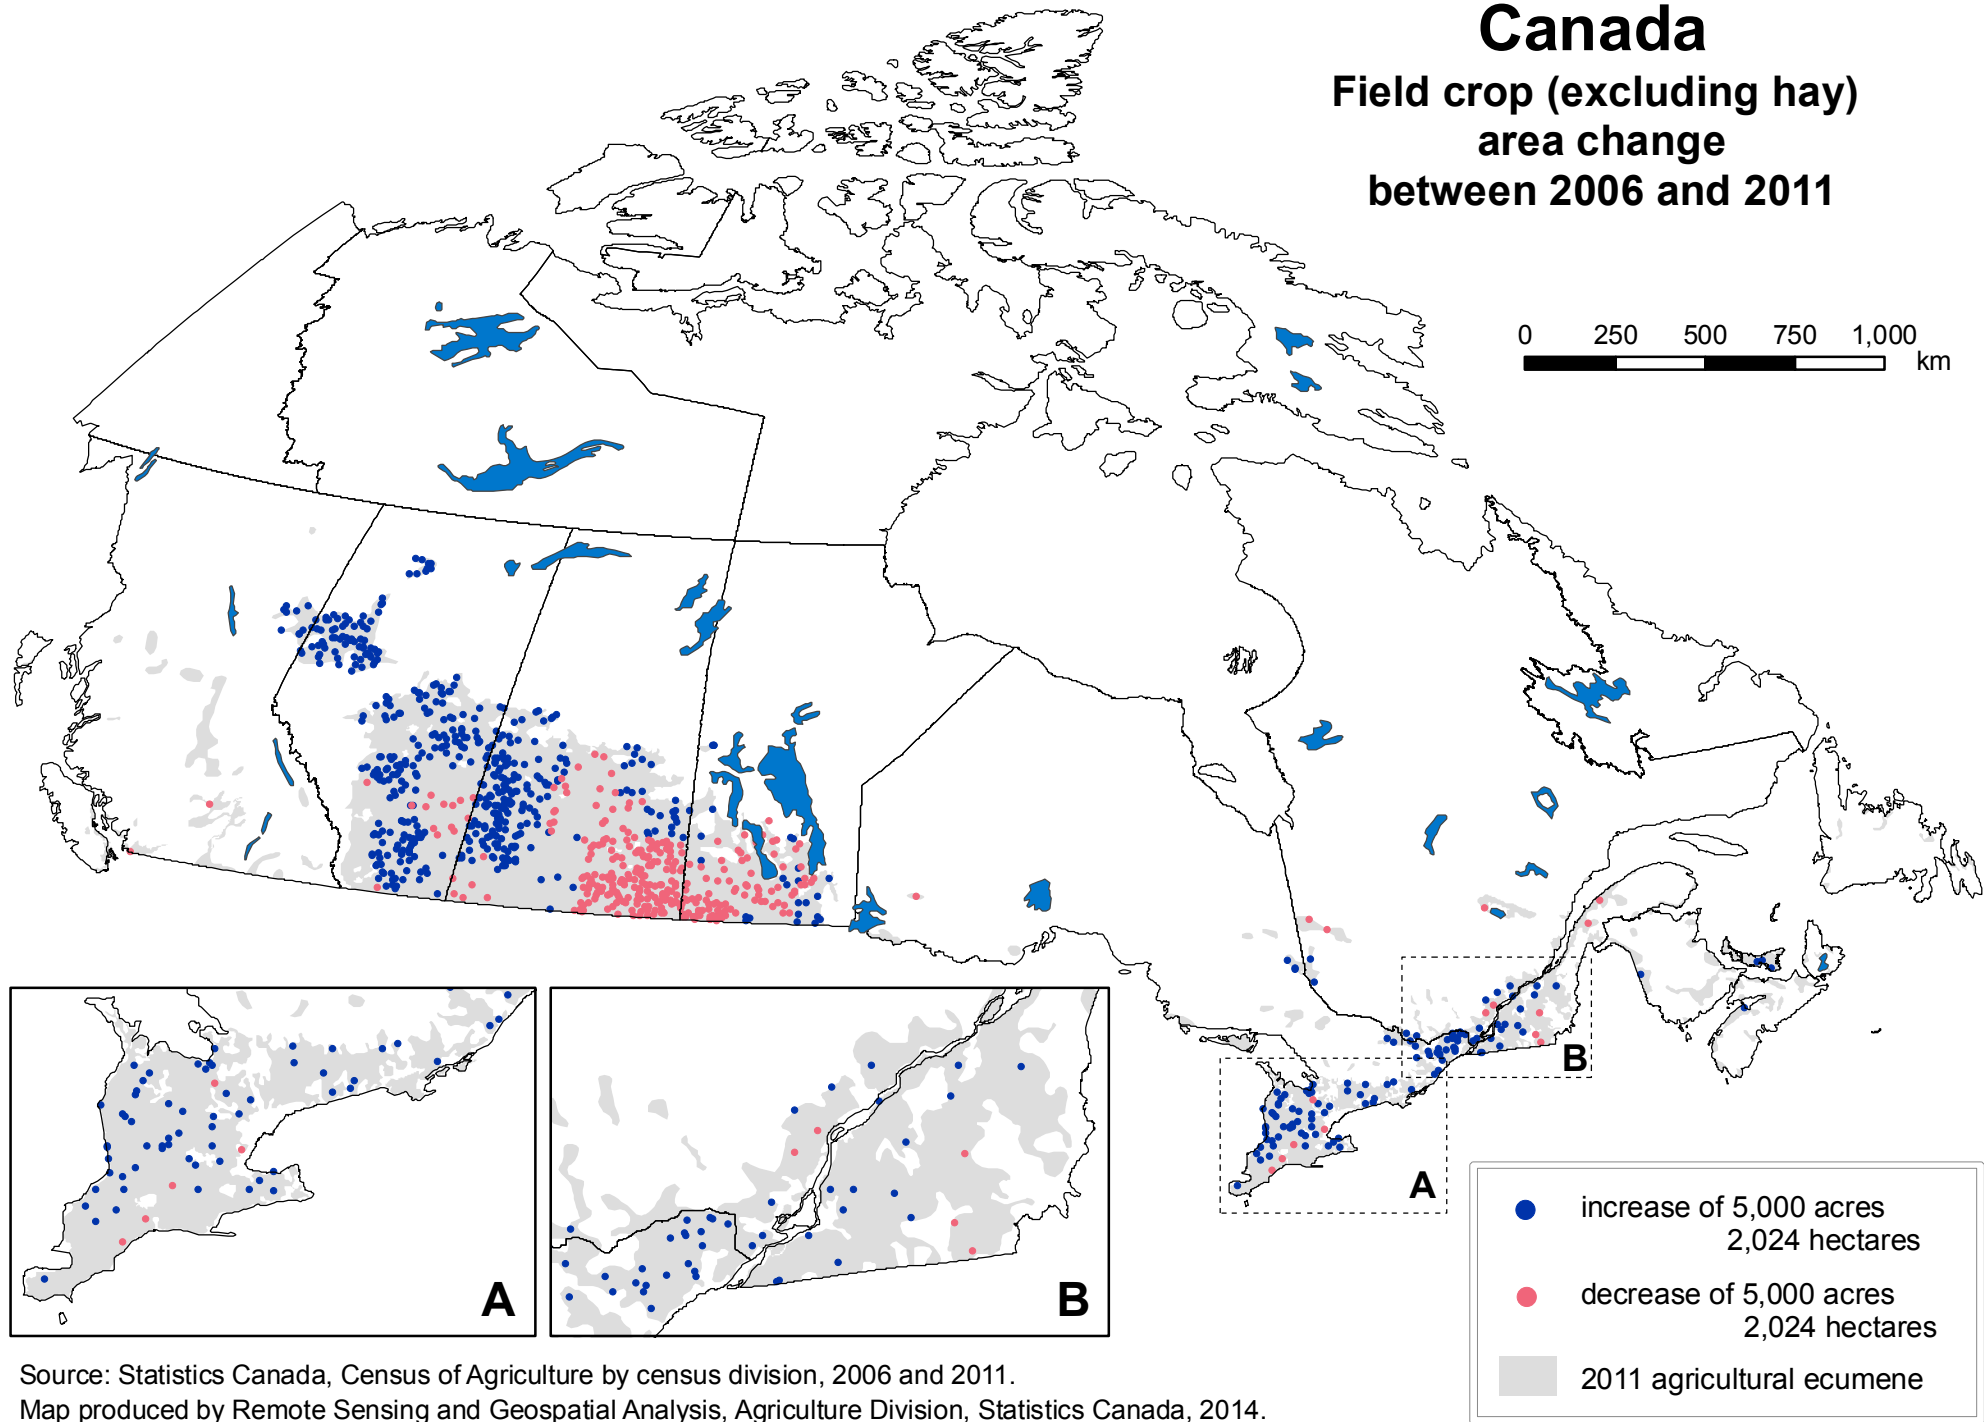 Canada
Field crop (excluding hay)
area change
between 2006 and 2011
0 250 500 750 1,000
km
B
A
A
B
increase of 5,000 acres
2,024 hectares
decrease of 5,000 acres
2,024 hectares
2011 agricultural ecumene
Source: Statistics Canada, Census of Agriculture by census division, 2006 and 2011.
Map produced by Remote Sensing and Geospatial Analysis, Agriculture Division, Statistics Canada, 2014.